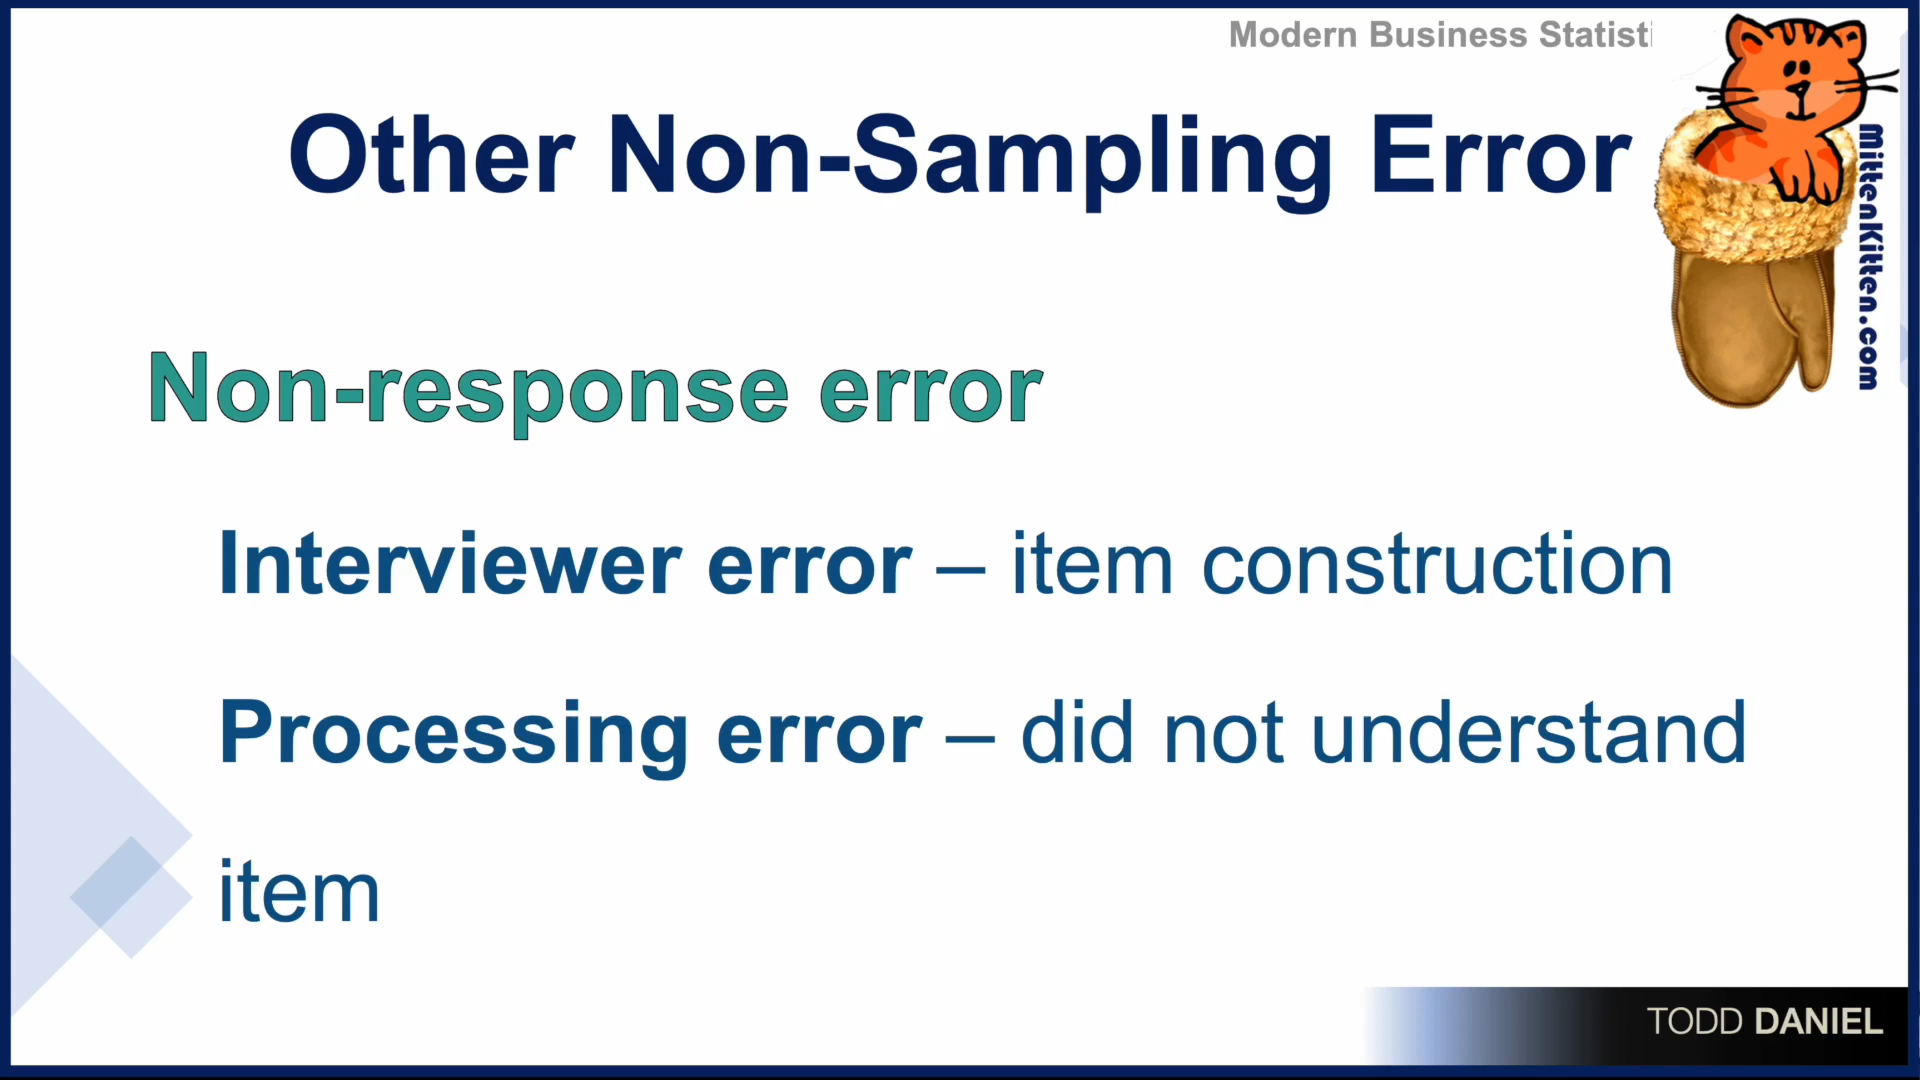 Modern Business Statisti
Other Non-Sampling Error
MittenKitten.com
Non-response error
Interviewer error – item construction
Processing error – did not understand
item
TODD DANIEL